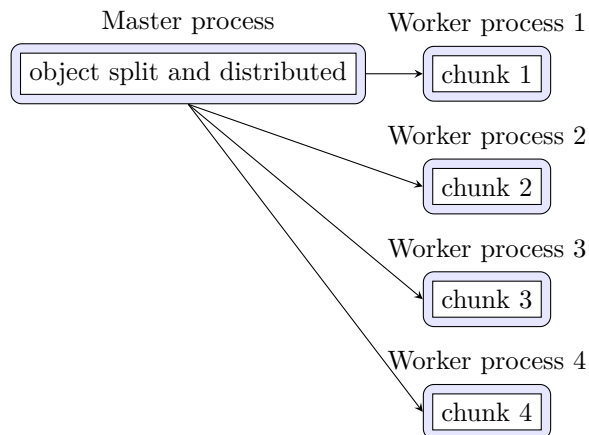 Master process
object split and distributed
Worker process 1
chunk 1
Worker process 2
chunk 2
Worker process 3
chunk 3
Worker process 4
chunk 4